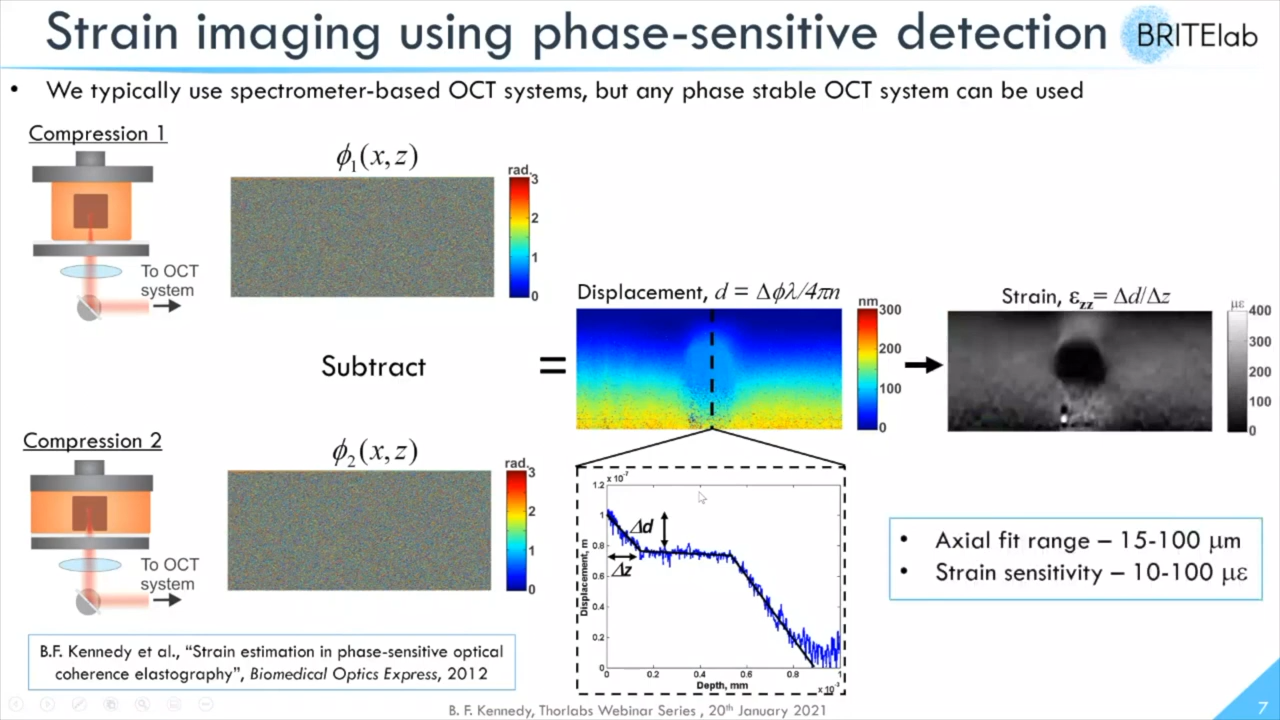 Strain imaging using phase-sensitive detection
BRITElab
• We typically use spectrometer-based OCT systems, but any phase stable OCT system can be used
Compression 1
To OCT
system
ϕ₁(x, z)
rad.
3
2
1
0
Subtract
=
Compression 2
To OCT
system
ϕ₂(x, z)
rad.
3
2
1
0
Displacement, d = Δϕλ/4πn
nm
300
200
100
0
Strain, εzz= Δd/Δz
με
400
300
200
100
0
x 10⁻⁷
1.2
1
0.8
0.6
0.4
0.2
0
Displacement, m
Δd
Δz
0 0.2 0.4 0.6 0.8 1
Depth, mm
x 10⁻³
• Axial fit range – 15-100 μm
• Strain sensitivity – 10-100 με
B.F. Kennedy et al., “Strain estimation in phase-sensitive optical
coherence elastography”, Biomedical Optics Express, 2012
B. F. Kennedy, Thorlabs Webinar Series , 20th January 2021
7